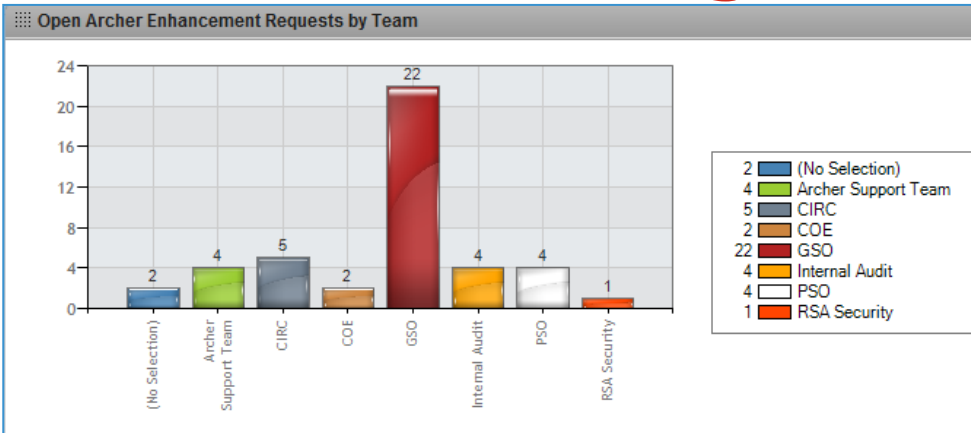 Open Archer Enhancement Requests by Team
24
20
16
12
8
4
0
2
4
5
2
22
4
4
1
(No Selection)
Archer
Support Team
CIRC
COE
GSO
Internal Audit
PSO
RSA Security
2 (No Selection)
4 Archer Support Team
5 CIRC
2 COE
22 GSO
4 Internal Audit
4 PSO
1 RSA Security